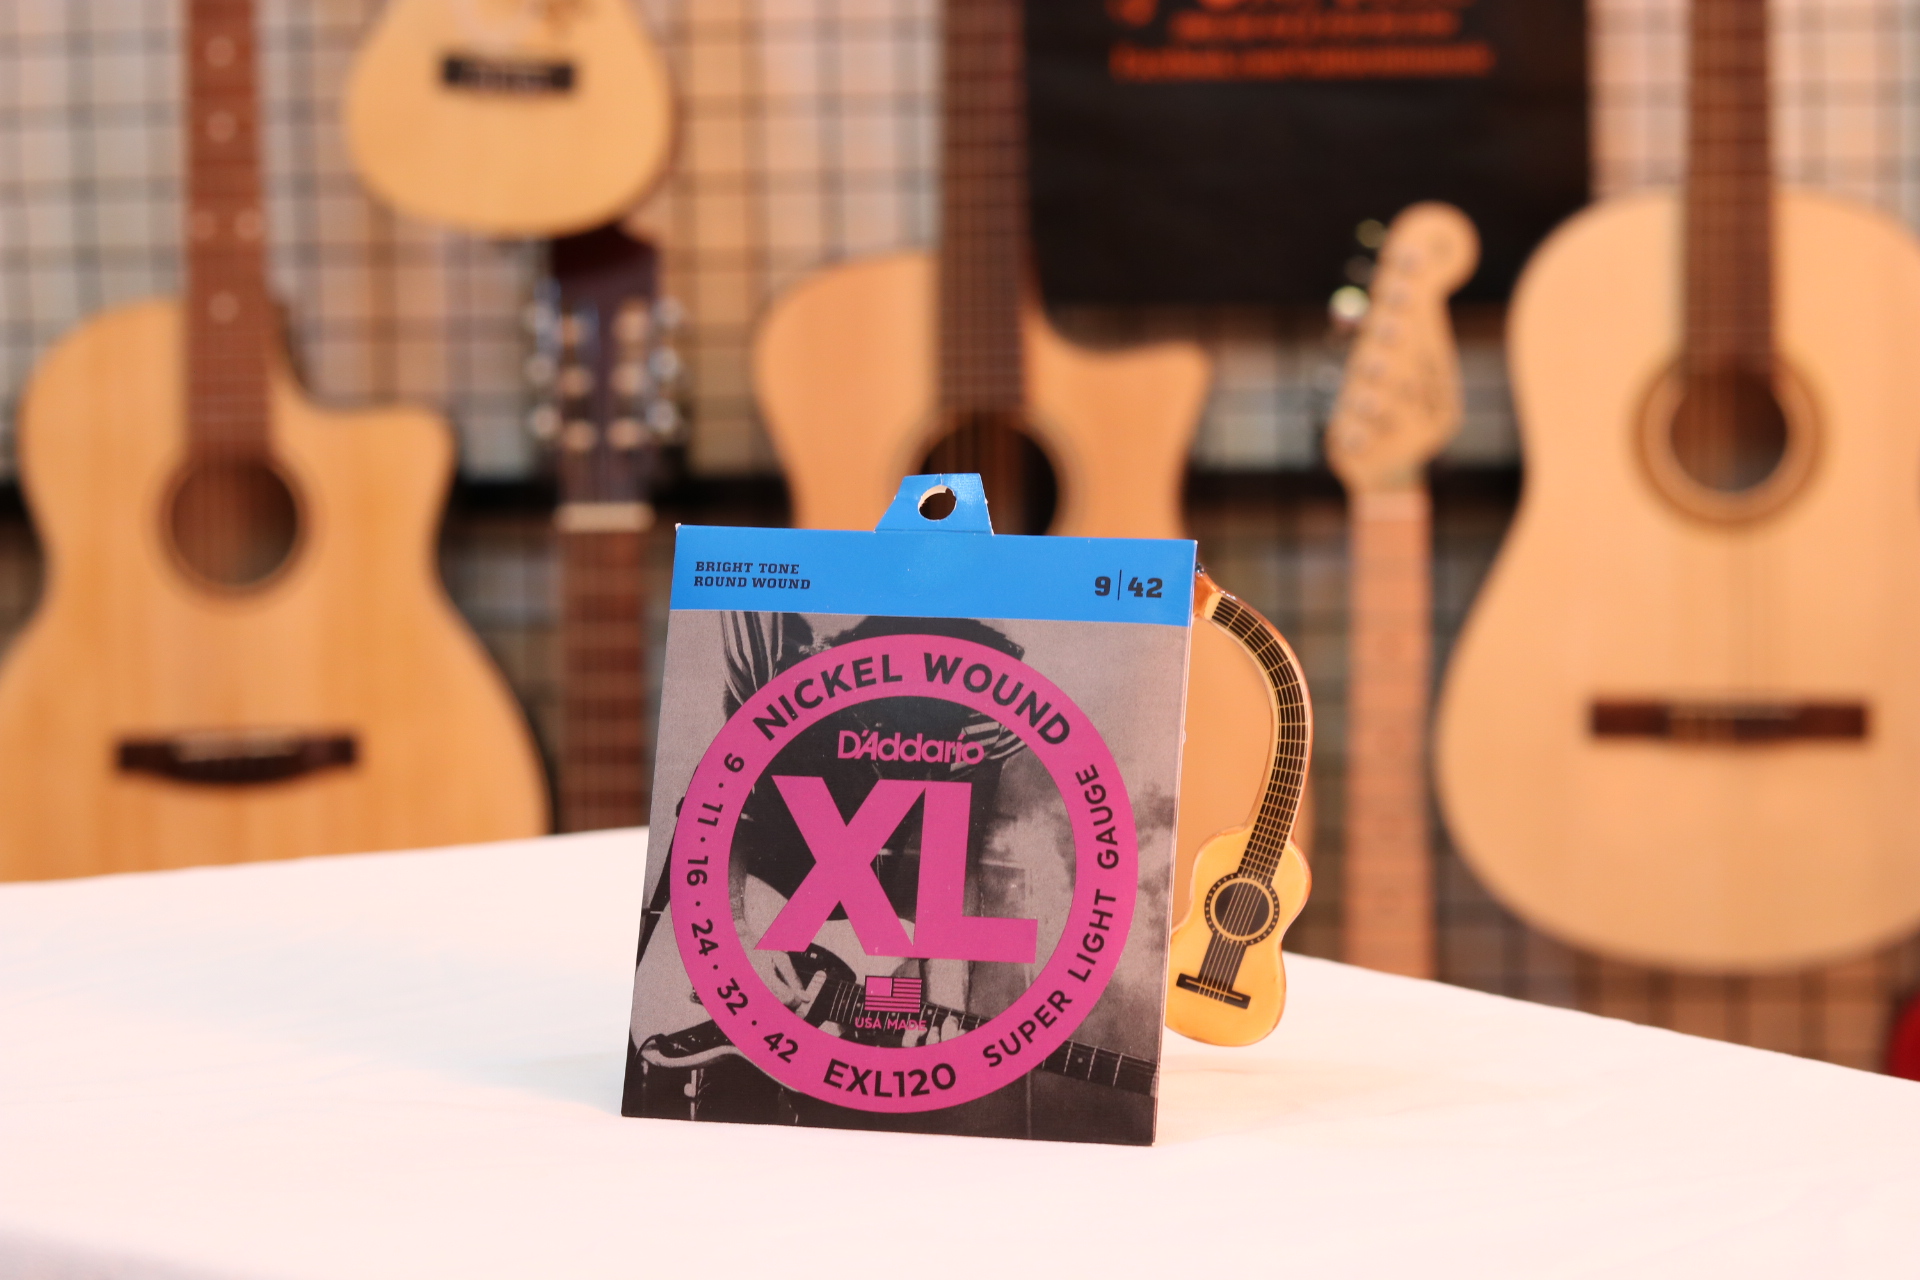 BRIGHT TONE
ROUND WOUND
9|42
NICKEL WOUND
D'Addario
XL
USA MADE
9 · 11 · 16 · 24 · 32 · 42
EXL120
SUPER LIGHT GAUGE